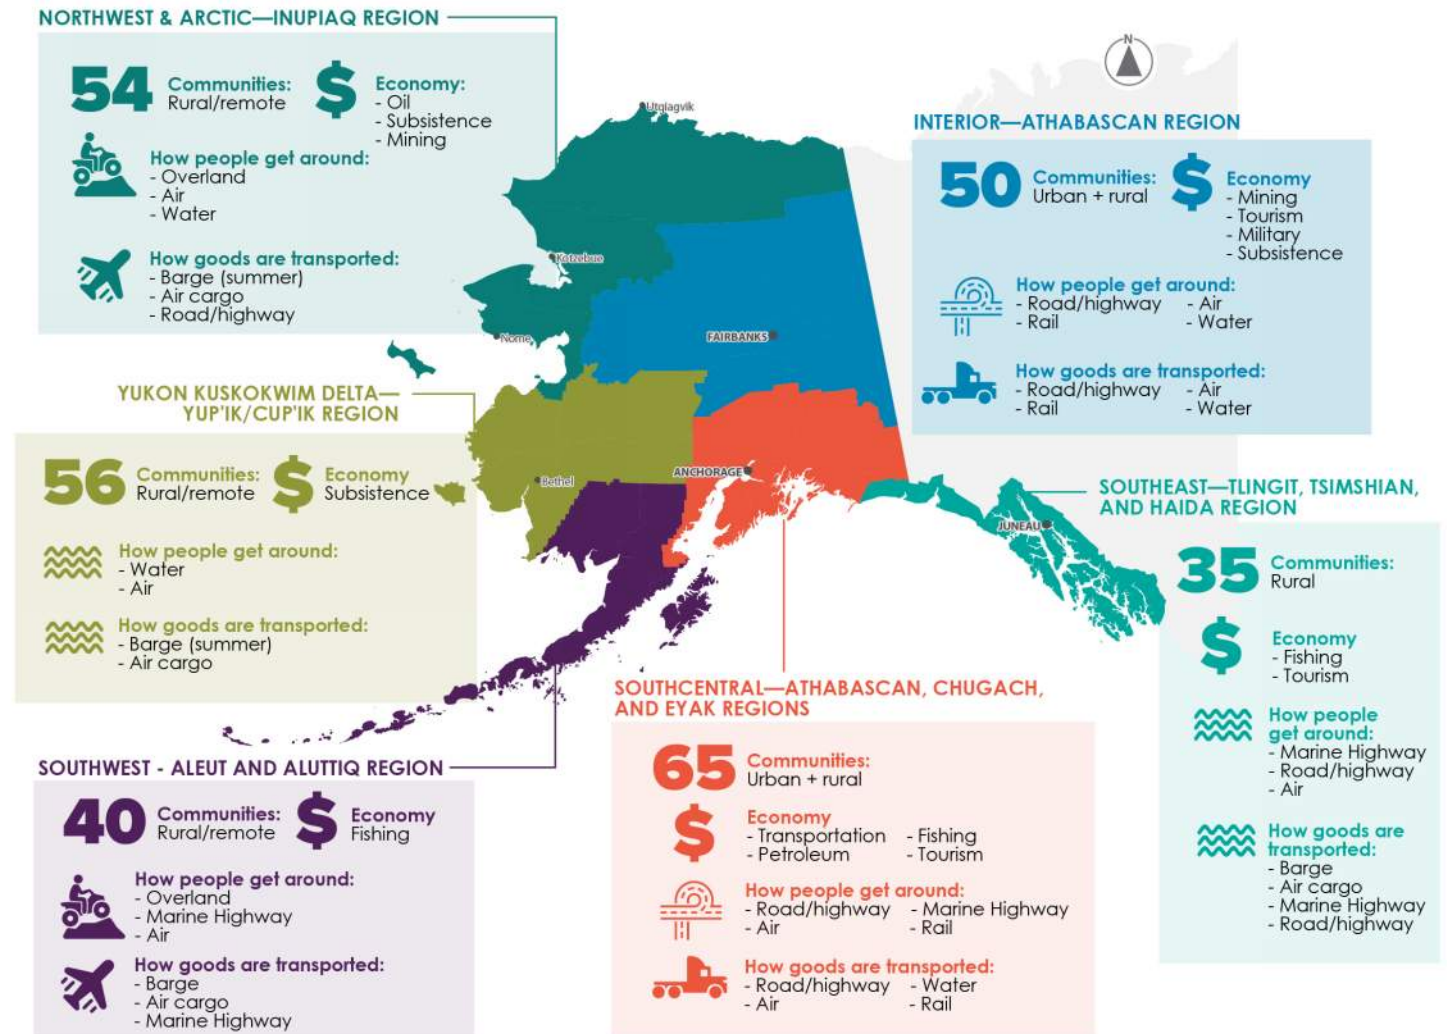 NORTHWEST & ARCTIC—INUPIAQ REGION
54
Communities:
Rural/remote
$
Economy:
- Oil
- Subsistence
- Mining
How people get around:
- Overland
- Air
- Water
How goods are transported:
- Barge (summer)
- Air cargo
- Road/highway
N
Utqiagvik
Kotzebue
Nome
FAIRBANKS
Bethel
ANCHORAGE
JUNEAU
INTERIOR—ATHABASCAN REGION
50
Communities:
Urban + rural
$
Economy
- Mining
- Tourism
- Military
- Subsistence
How people get around:
- Road/highway - Air
- Rail - Water
How goods are transported:
- Road/highway - Air
- Rail - Water
YUKON KUSKOKWIM DELTA—
YUP'IK/CUP'IK REGION
56
Communities:
Rural/remote
$
Economy
Subsistence
How people get around:
- Water
- Air
How goods are transported:
- Barge (summer)
- Air cargo
SOUTHEAST—TLINGIT, TSIMSHIAN,
AND HAIDA REGION
35
Communities:
Rural
$
Economy
- Fishing
- Tourism
How people
get around:
- Marine Highway
- Road/highway
- Air
How goods are
transported:
- Barge
- Air cargo
- Marine Highway
- Road/highway
SOUTHWEST - ALEUT AND ALUTTIQ REGION
40
Communities:
Rural/remote
$
Economy
Fishing
How people get around:
- Overland
- Marine Highway
- Air
How goods are transported:
- Barge
- Air cargo
- Marine Highway
SOUTHCENTRAL—ATHABASCAN, CHUGACH,
AND EYAK REGIONS
65
Communities:
Urban + rural
$
Economy
- Transportation - Fishing
- Petroleum - Tourism
How people get around:
- Road/highway - Marine Highway
- Air - Rail
How goods are transported:
- Road/highway - Water
- Air - Rail